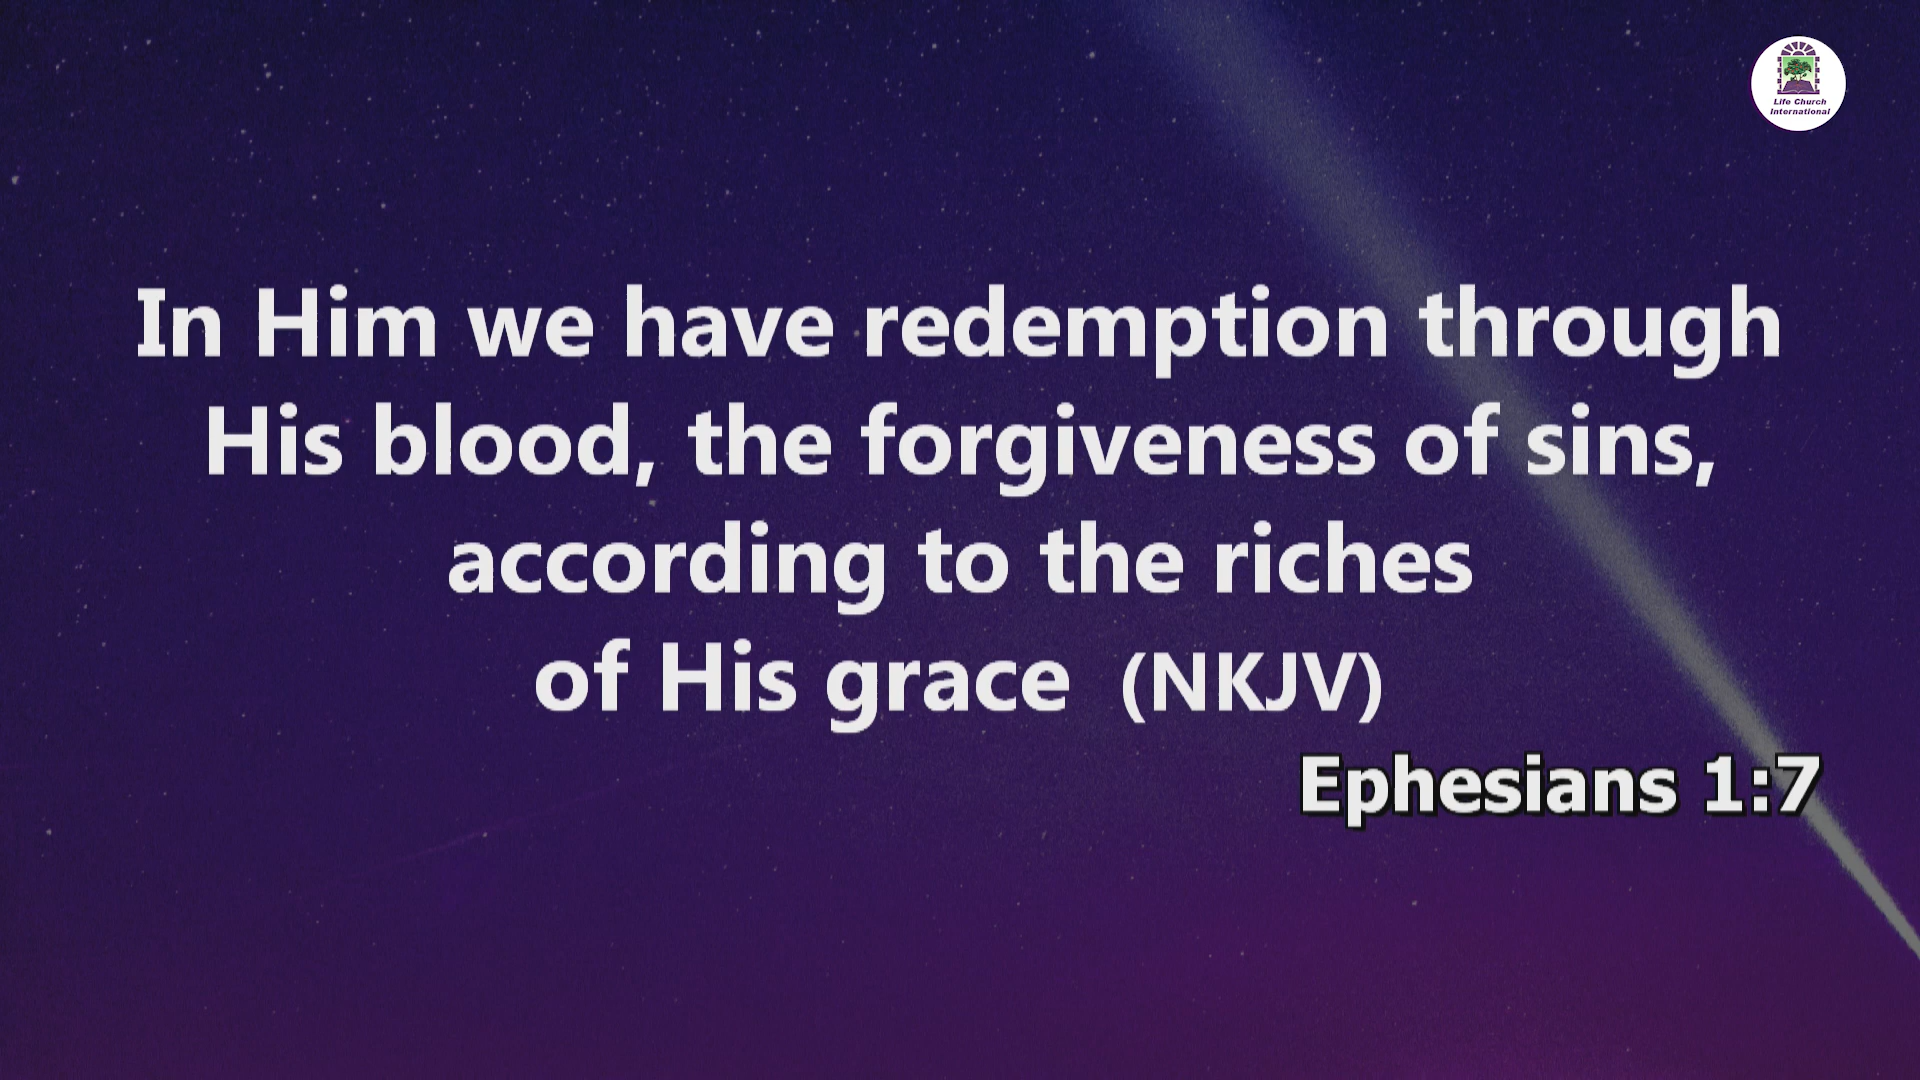 Life Church
International
In Him we have redemption through
His blood, the forgiveness of sins,
according to the riches
of His grace (NKJV)
Ephesians 1:7